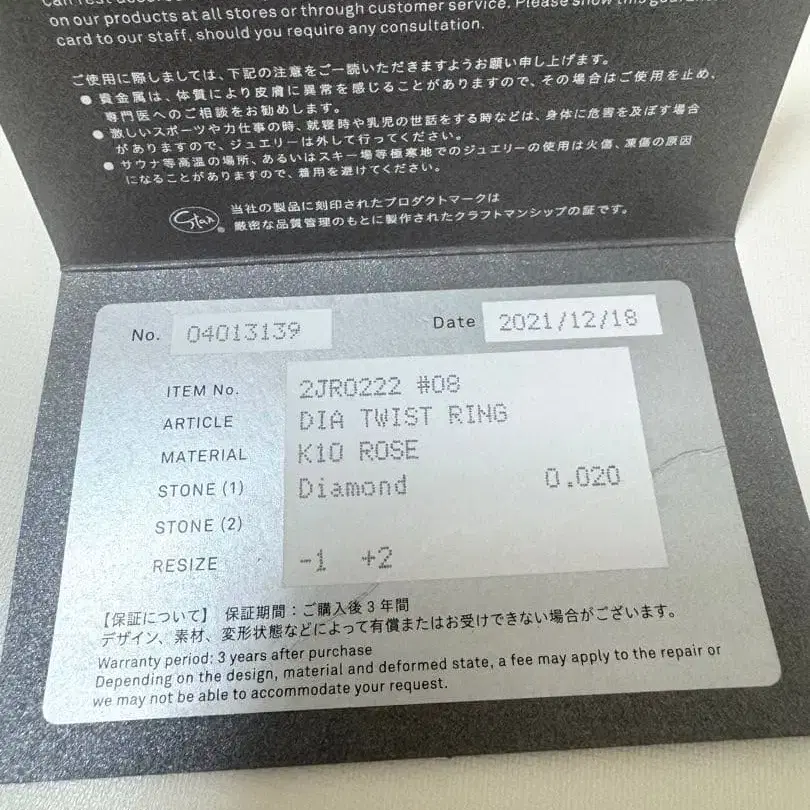 on our products at all stores or through customer service. Please show this
card to our staff, should you require any consultation.
ご使用に際しましては、下記の注意をご一読いただきますようお願い申し上げます。
● 貴金属は、体質により皮膚に異常を感じることがありますので、その場合はご使用を止め、
専門医へのご相談をお勧めします。
● 激しいスポーツや力仕事の時、就寝時や乳児の世話をする時などは、身体に危害を及ぼす場合
がありますので、ジュエリーは外して行ってください。
● サウナ等高温の場所、あるいはスキー場等極寒地でのジュエリーの使用は火傷、凍傷の原因
になることがありますので、着用を避けてください。
Star ® 当社の製品に刻印されたプロダクトマークは
厳密な品質管理のもとに製作されたクラフトマンシップの証です。
No. 04013139 Date 2021/12/18
ITEM No. 2JR0222 #08
ARTICLE DIA TWIST RING
MATERIAL K10 ROSE
STONE (1) Diamond 0.020
STONE (2)
RESIZE -1 +2
【保証について】 保証期間：ご購入後3年間
デザイン、素材、変形状態などによって有償またはお受けできない場合がございます。
Warranty period: 3 years after purchase
Depending on the design, material and deformed state, a fee may apply to the repair or
we may not be able to accommodate your request.